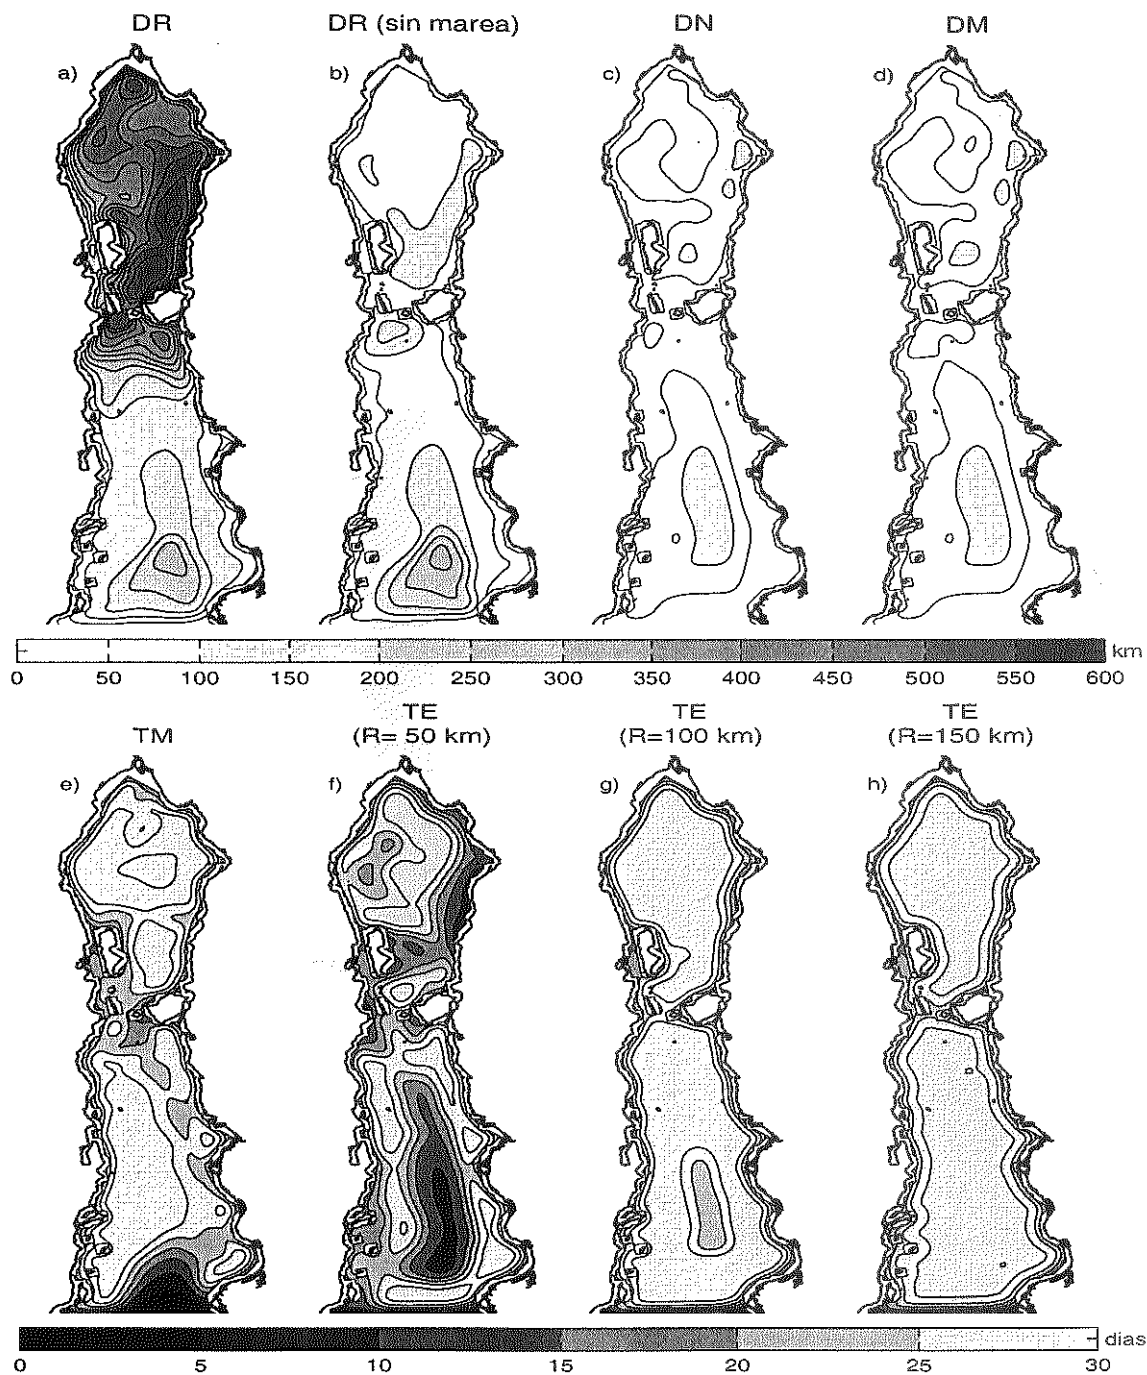 DR
DR (sin marea)
DN
DM
a)
b)
c)
d)
km
0 50 100 150 200 250 300 350 400 450 500 550 600
TM
TE
(R= 50 km)
TE
(R=100 km)
TE
(R=150 km)
e)
f)
g)
h)
dias
0 5 10 15 20 25 30